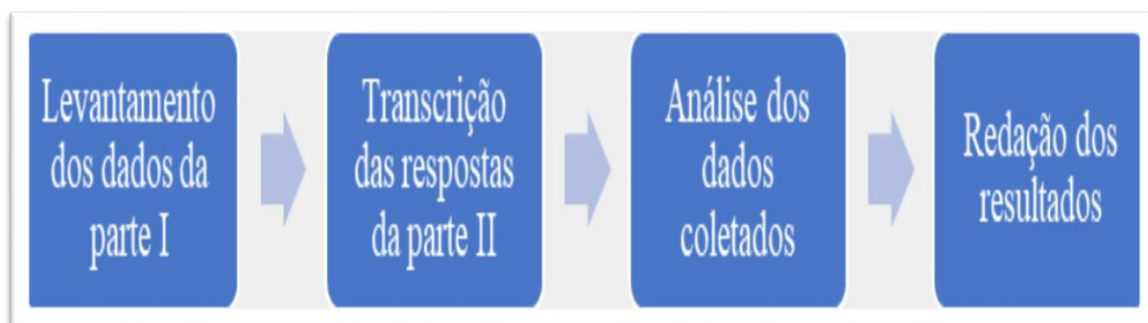 Levantamento
dos dados da
parte I
Transcrição
das respostas
da parte II
Análise dos
dados
coletados
Redação dos
resultados